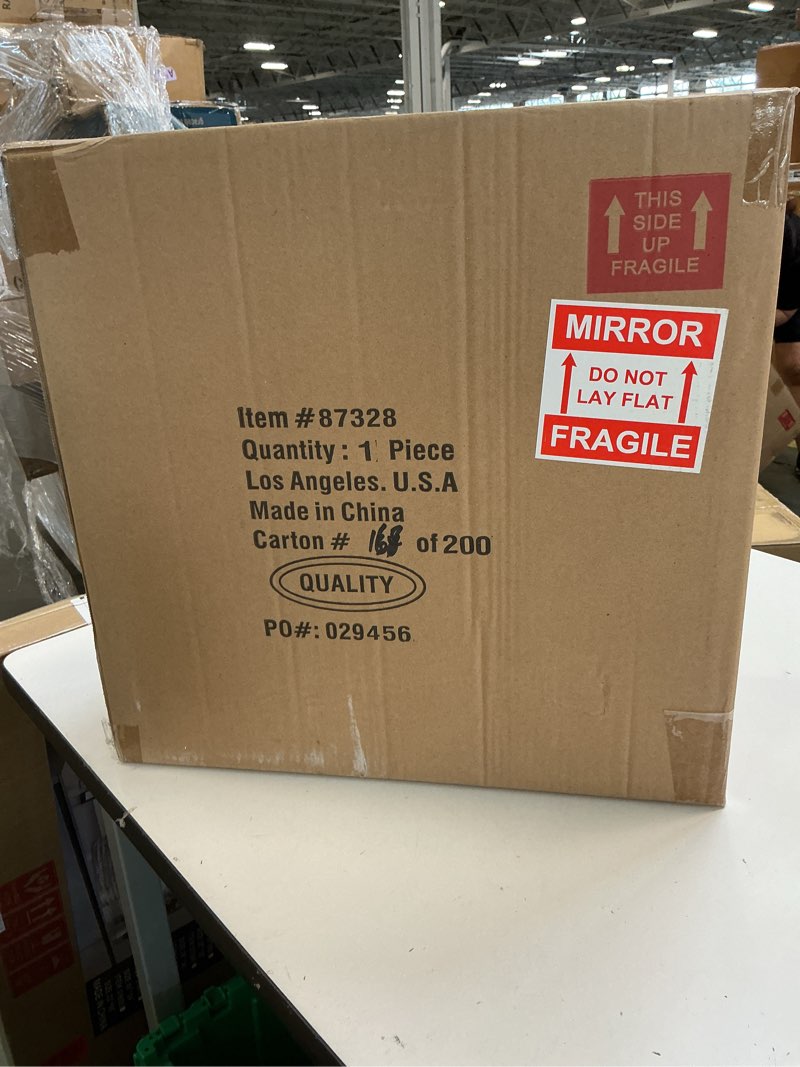 THIS
SIDE
UP
FRAGILE
MIRROR
DO NOT
LAY FLAT
FRAGILE
Item #87328
Quantity: 1 Piece
Los Angeles. U.S.A
Made in China
Carton # of 200
QUALITY
PO#: 029456